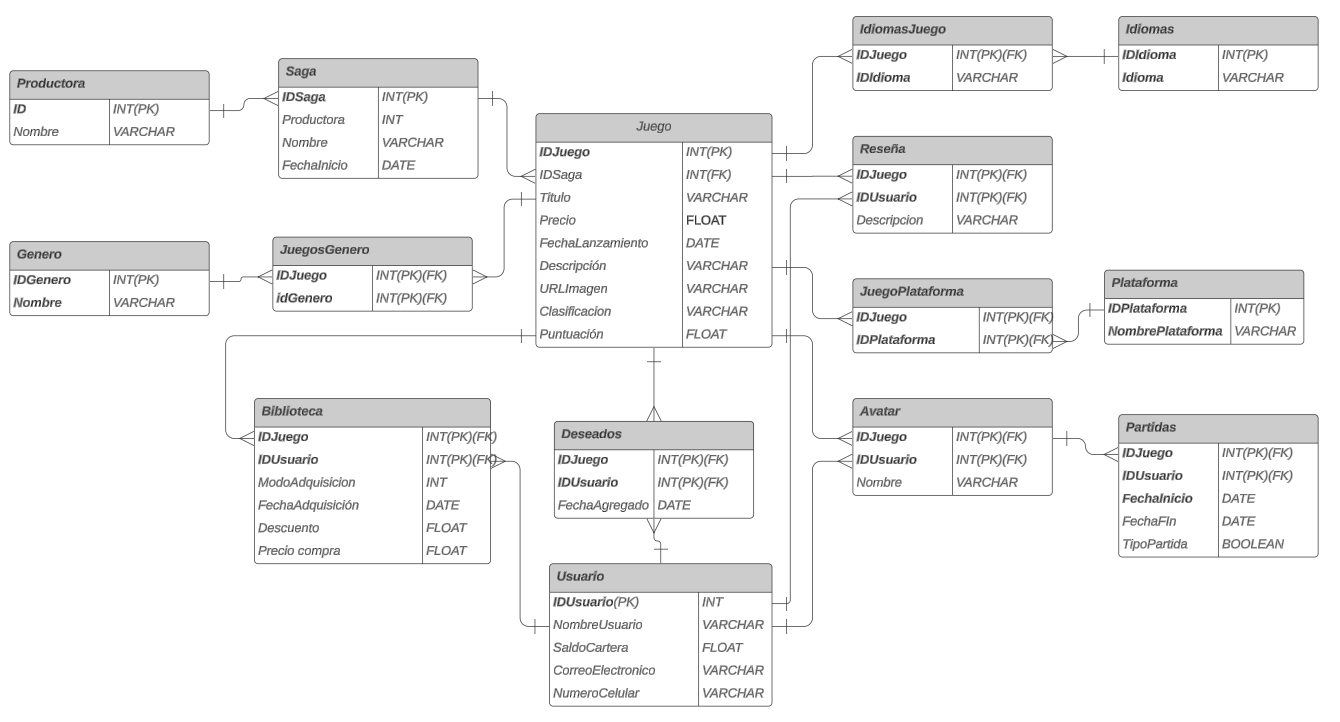 Productora
ID INT(PK)
Nombre VARCHAR
Saga
IDSaga INT(PK)
Productora INT
Nombre VARCHAR
FechaInicio DATE
Juego
IDJuego INT(PK)
IDSaga INT(FK)
Titulo VARCHAR
Precio FLOAT
FechaLanzamiento DATE
Descripción VARCHAR
URLImagen VARCHAR
Clasificacion VARCHAR
Puntuación FLOAT
IdiomasJuego
IDJuego INT(PK)(FK)
IDIdioma VARCHAR
Idiomas
IDIdioma INT(PK)
Idioma VARCHAR
Reseña
IDJuego INT(PK)(FK)
IDUsuario INT(PK)(FK)
Descripcion VARCHAR
Genero
IDGenero INT(PK)
Nombre VARCHAR
JuegosGenero
IDJuego INT(PK)(FK)
idGenero INT(PK)(FK)
JuegoPlataforma
IDJuego INT(PK)(FK)
IDPlataforma INT(PK)(FK)
Plataforma
IDPlataforma INT(PK)
NombrePlataforma VARCHAR
Biblioteca
IDJuego INT(PK)(FK)
IDUsuario INT(PK)(FK)
ModoAdquisicion INT
FechaAdquisición DATE
Descuento FLOAT
Precio compra FLOAT
Deseados
IDJuego INT(PK)(FK)
IDUsuario INT(PK)(FK)
FechaAgregado DATE
Avatar
IDJuego INT(PK)(FK)
IDUsuario INT(PK)(FK)
Nombre VARCHAR
Partidas
IDJuego INT(PK)(FK)
IDUsuario INT(PK)(FK)
FechaInicio DATE
FechaFIn DATE
TipoPartida BOOLEAN
Usuario
IDUsuario(PK) INT
NombreUsuario VARCHAR
SaldoCartera FLOAT
CorreoElectronico VARCHAR
NumeroCelular VARCHAR